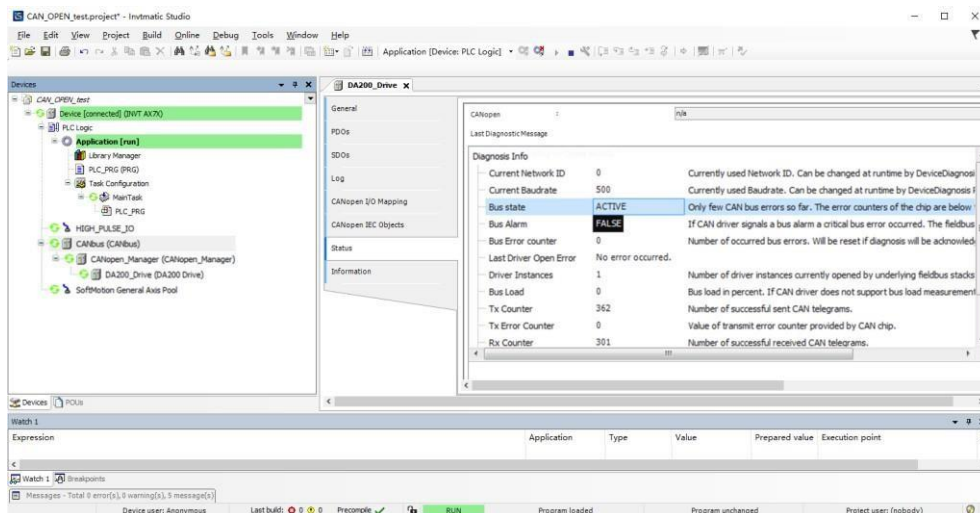 CAN_OPEN_test.project* - Invtmatic Studio
File Edit View Project Build Online Debug Tools Window Help
Application [Device: PLC Logic]
Devices
CAN_OPEN_test
Device [connected] (INVT AX7X)
PLC Logic
Application [run]
Library Manager
PLC_PRG (PRG)
Task Configuration
MainTask
PLC_PRG
HIGH_PULSE_IO
CANbus (CANbus)
CANopen_Manager (CANopen_Manager)
DA200_Drive (DA200 Drive)
SoftMotion General Axis Pool
Devices POUs
DA200_Drive
General
PDOs
SDOs
Log
CANopen I/O Mapping
CANopen IEC Objects
Status
Information
CANopen : n/a
Last Diagnostic Message
Diagnosis Info
Current Network ID 0 Currently used Network ID. Can be changed at runtime by DeviceDiagnosi
Current Baudrate 500 Currently used Baudrate. Can be changed at runtime by DeviceDiagnosis
Bus state ACTIVE Only few CAN bus errors so far. The error counters of the chip are below
Bus Alarm FALSE If CAN driver signals a bus alarm a critical bus error occurred. The fieldbus
Bus Error counter 0 Number of occurred bus errors. Will be reset if diagnosis will be acknowled
Last Driver Open Error No error occurred.
Driver Instances 1 Number of driver instances currently opened by underlying fieldbus stacks
Bus Load 0 Bus load in percent. If CAN driver does not support bus load measurement
Tx Counter 362 Number of successful sent CAN telegrams.
Tx Error Counter 0 Value of transmit error counter provided by CAN chip.
Rx Counter 301 Number of successful received CAN telegrams.
Watch 1
Expression Application Type Value Prepared value Execution point
Watch 1 Breakpoints
Messages - Total 0 error(s), 0 warning(s), 5 message(s)
Device user: Anonymous Last build: 0 0 Precompile RUN Program loaded Program unchanged Project user: (nobody)